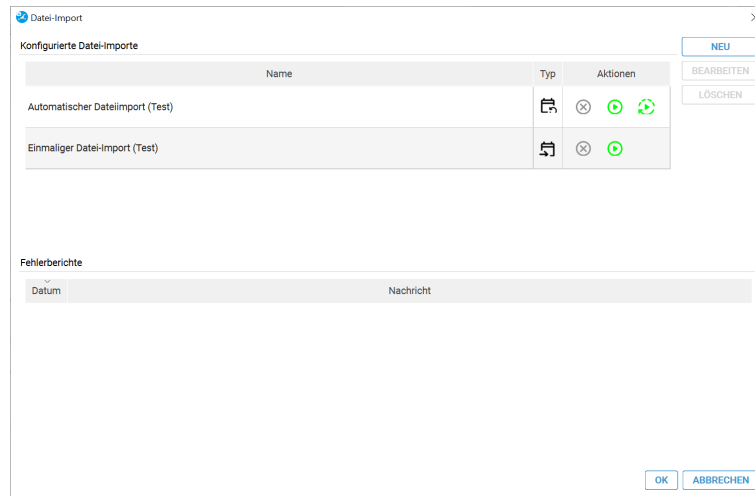 Datei-Import
Konfigurierte Datei-Importe
NEU
Name Typ Aktionen
BEARBEITEN
LÖSCHEN
Automatischer Dateiimport (Test)
Einmaliger Datei-Import (Test)
Fehlerberichte
Datum Nachricht
OK ABBRECHEN